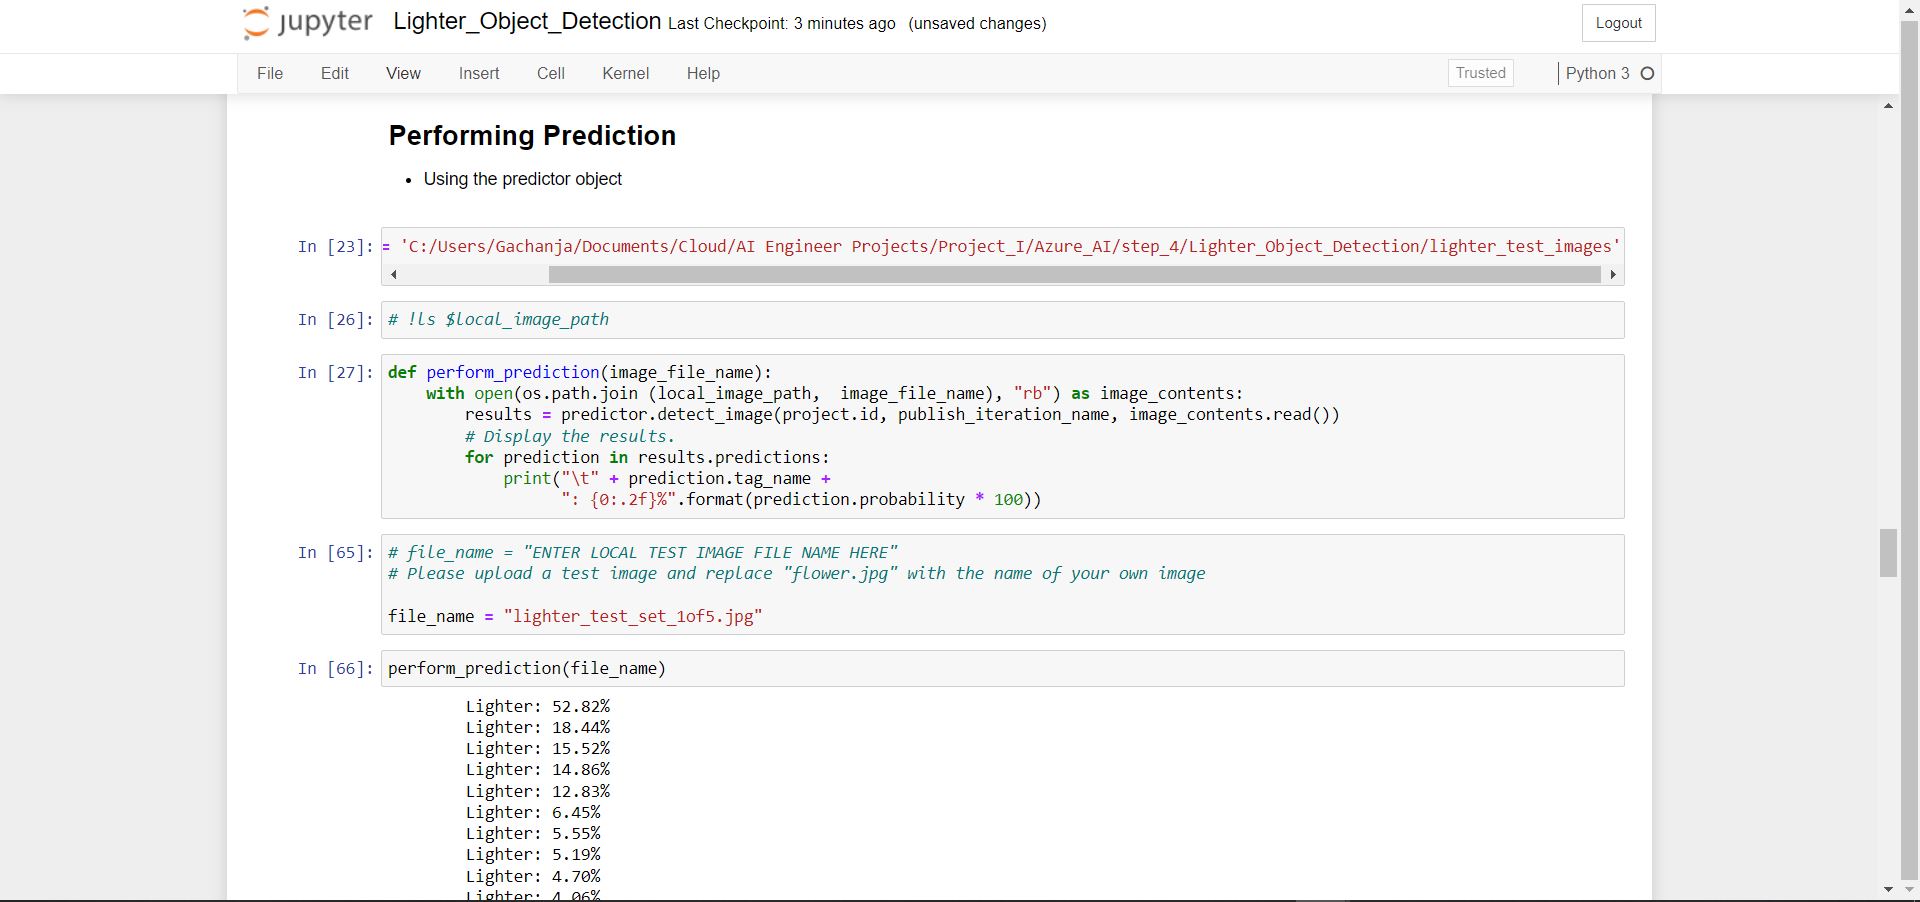 jupyter Lighter_Object_Detection Last Checkpoint: 3 minutes ago (unsaved changes) Logout
File Edit View Insert Cell Kernel Help Trusted Python 3
Performing Prediction
Using the predictor object
In [23]: = 'C:/Users/Gachanja/Documents/Cloud/AI Engineer Projects/Project_I/Azure_AI/step_4/Lighter_Object_Detection/lighter_test_images'
In [26]: # !ls $local_image_path
In [27]: def perform_prediction(image_file_name):
with open(os.path.join (local_image_path,  image_file_name), "rb") as image_contents:
results = predictor.detect_image(project.id, publish_iteration_name, image_contents.read())
# Display the results.
for prediction in results.predictions:
print("\t" + prediction.tag_name +
": {0:.2f}%".format(prediction.probability * 100))
In [65]: # file_name = "ENTER LOCAL TEST IMAGE FILE NAME HERE"
# Please upload a test image and replace "flower.jpg" with the name of your own image
file_name = "lighter_test_set_1of5.jpg"
In [66]: perform_prediction(file_name)
Lighter: 52.82%
Lighter: 18.44%
Lighter: 15.52%
Lighter: 14.86%
Lighter: 12.83%
Lighter: 6.45%
Lighter: 5.55%
Lighter: 5.19%
Lighter: 4.70%
Lighter: 4.06%